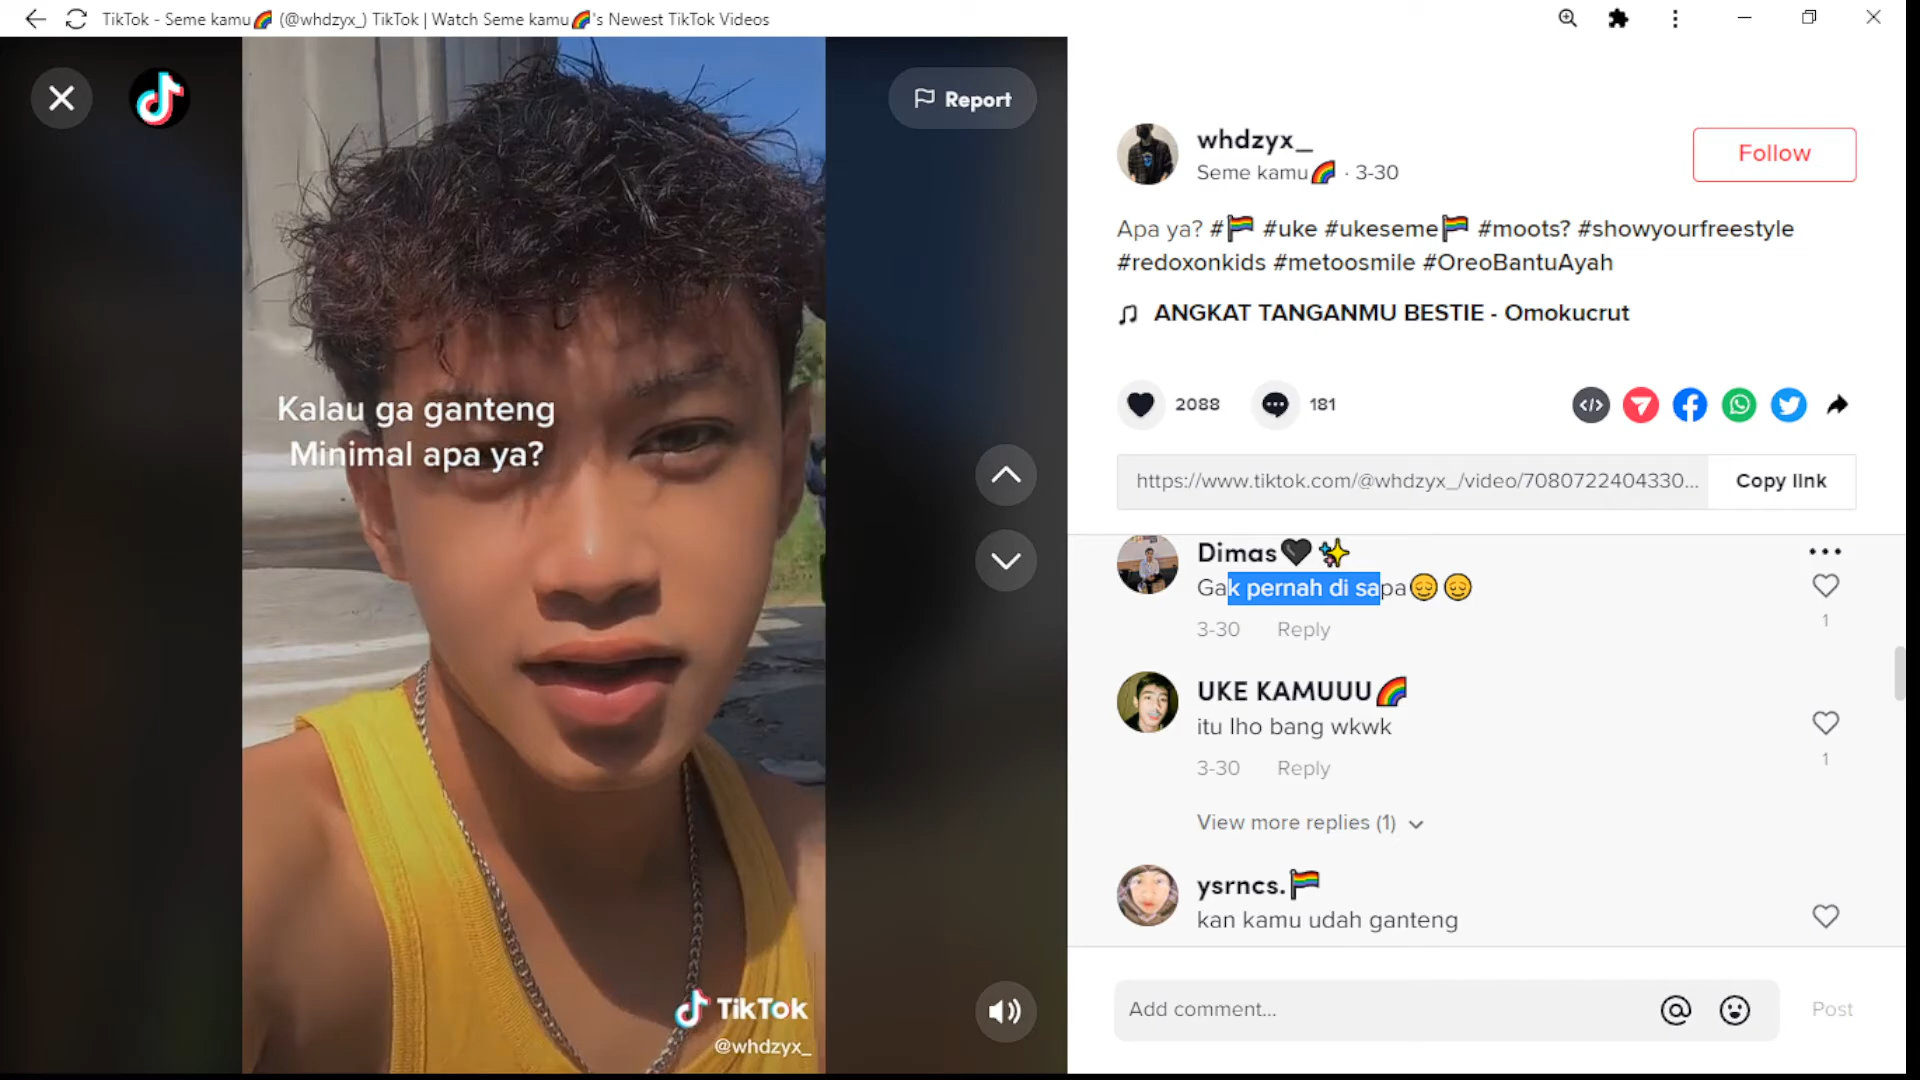 TikTok - Seme kamu🌈 (@whdzyx_) TikTok | Watch Seme kamu🌈's Newest TikTok Videos
Report
Kalau ga ganteng
Minimal apa ya?
TikTok
@whdzyx_
whdzyx_
Seme kamu🌈 · 3-30
Follow
Apa ya? #🏳️‍🌈 #uke #ukeseme🏳️‍🌈 #moots? #showyourfreestyle
#redoxonkids #metoosmile #OreoBantuAyah
ANGKAT TANGANMU BESTIE - Omokucrut
2088
181
https://www.tiktok.com/@whdzyx_/video/7080722404330...
Copy link
Dimas🖤✨
Gak pernah di sapa😌😌
1
3-30 Reply
UKE KAMUUU🌈
itu lho bang wkwk
1
3-30 Reply
View more replies (1)
ysrncs.🏳️‍🌈
kan kamu udah ganteng
Add comment...
Post